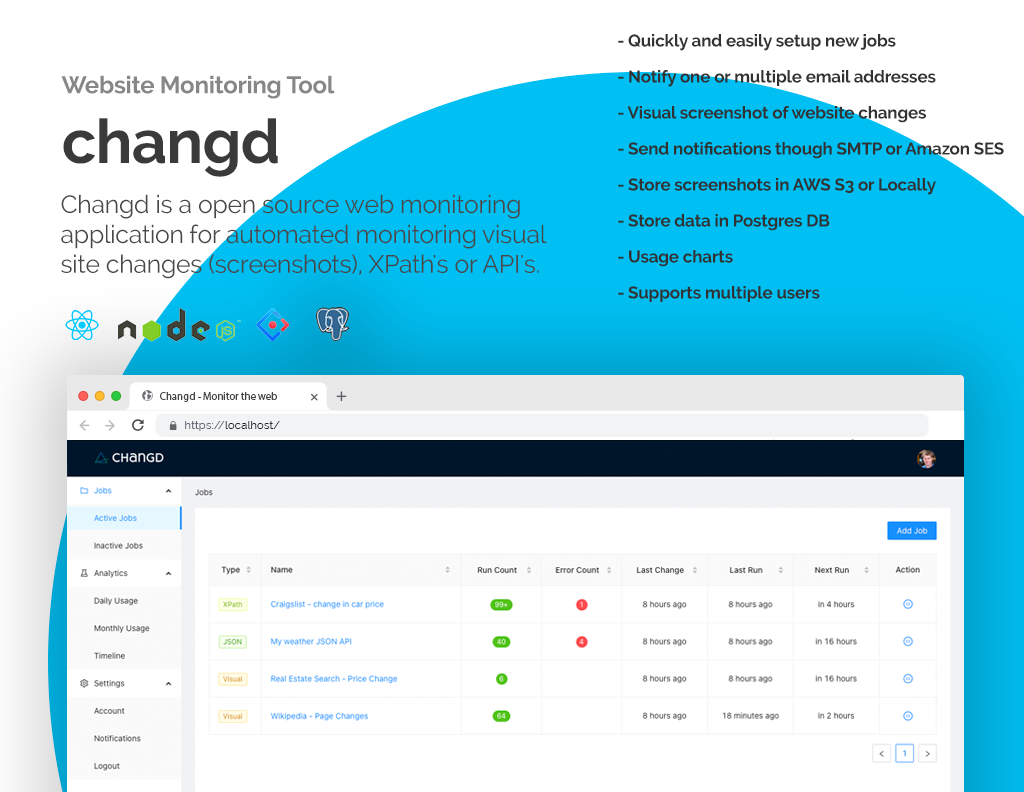 Website Monitoring Tool
changd
Changd is a open source web monitoring
application for automated monitoring visual
site changes (screenshots), XPath's or API's.
node
JS
- Quickly and easily setup new jobs
- Notify one or multiple email addresses
- Visual screenshot of website changes
- Send notifications though SMTP or Amazon SES
- Store screenshots in AWS S3 or Locally
- Store data in Postgres DB
- Usage charts
- Supports multiple users
Changd - Monitor the web
https://localhost/
CHANGD
Jobs
Active Jobs
Inactive Jobs
Analytics
Daily Usage
Monthly Usage
Timeline
Settings
Account
Notifications
Logout
Jobs
Add Job
Type Name Run Count Error Count Last Change Last Run Next Run Action
XPath Craigslist - change in car price 99+ 1 8 hours ago 8 hours ago in 4 hours
JSON My weather JSON API 40 4 8 hours ago 8 hours ago in 16 hours
Visual Real Estate Search - Price Change 6 8 hours ago 8 hours ago in 16 hours
Visual Wikipedia - Page Changes 64 8 hours ago 18 minutes ago in 2 hours
< 1 >